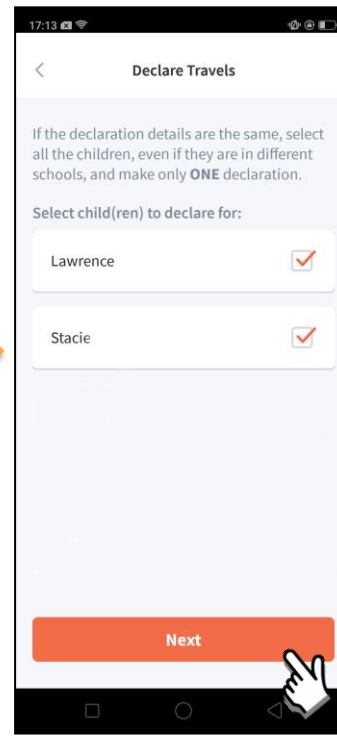 17:13
Declare Travels
If the declaration details are the same, select
all the children, even if they are in different
schools, and make only ONE declaration.
Select child(ren) to declare for:
Lawrence
Stacie
Next